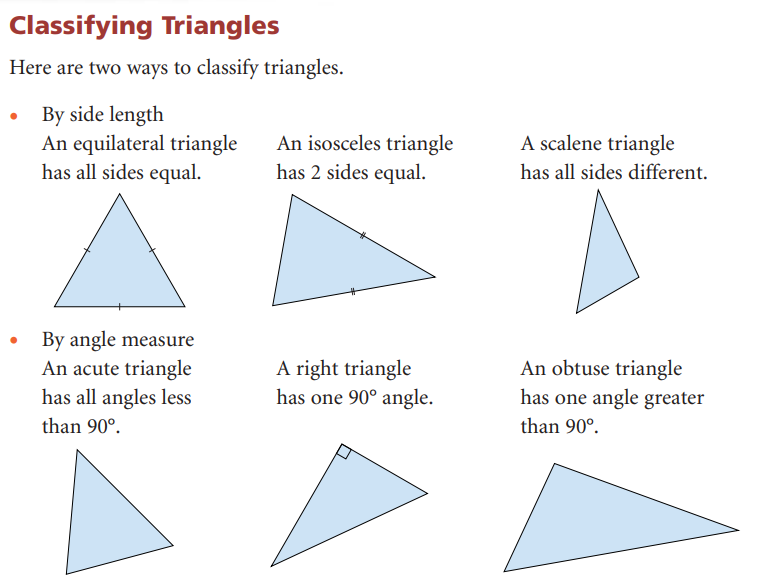 Classifying Triangles
Here are two ways to classify triangles.
• By side length
An equilateral triangle
has all sides equal.
An isosceles triangle
has 2 sides equal.
A scalene triangle
has all sides different.
• By angle measure
An acute triangle
has all angles less
than 90°.
A right triangle
has one 90° angle.
An obtuse triangle
has one angle greater
than 90°.